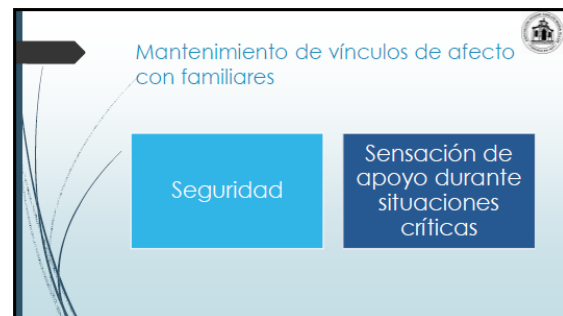 Mantenimiento de vínculos de afecto
con familiares
Seguridad
Sensación de
apoyo durante
situaciones
críticas